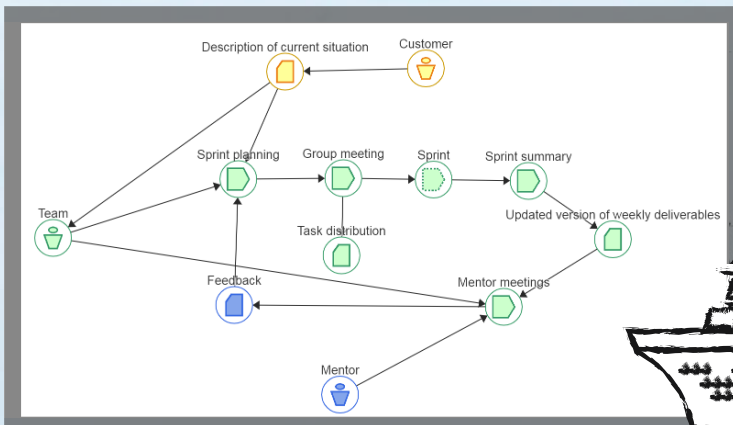 Description of current situation
Customer
Sprint planning
Group meeting
Sprint
Sprint summary
Team
Updated version of weekly deliverables
Task distribution
Feedback
Mentor meetings
Mentor